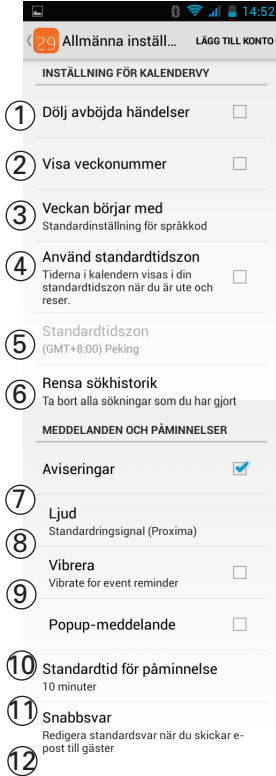 14:52
29 Allmänna inställ... LÄGG TILL KONTO
INSTÄLLNING FÖR KALENDERVY
1 Dölj avböjda händelser
2 Visa veckonummer
3 Veckan börjar med
Standardinställning för språkkod
4 Använd standardtidszon
Tiderna i kalendern visas i din
standardtidszon när du är ute och
reser.
5 Standardtidszon
(GMT+8:00) Peking
6 Rensa sökhistorik
Ta bort alla sökningar som du har gjort
MEDDELANDEN OCH PÅMINNELSER
Aviseringar
7
Ljud
8 Standardringsignal (Proxima)
Vibrera
9 Vibrate for event reminder
Popup-meddelande
10 Standardtid för påminnelse
10 minuter
11 Snabbsvar
Redigera standardsvar när du skickar e-
12 post till gäster